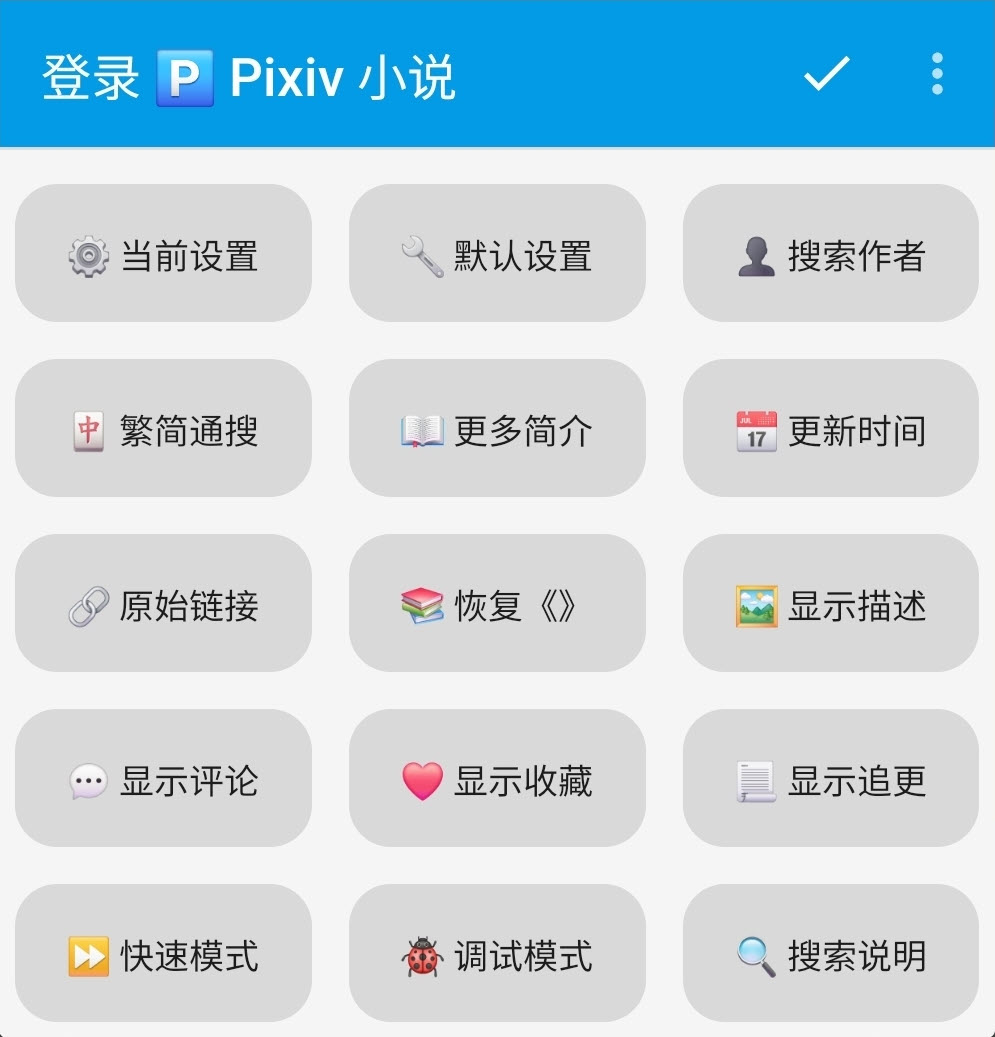 登录 🅿️ Pixiv 小说
⚙️ 当前设置
🔧 默认设置
👤 搜索作者
🀄 繁简通搜
📖 更多简介
📅 更新时间
🔗 原始链接
📚 恢复《》
🖼️ 显示描述
💬 显示评论
❤️ 显示收藏
📃 显示追更
⏩ 快速模式
🐞 调试模式
🔍 搜索说明